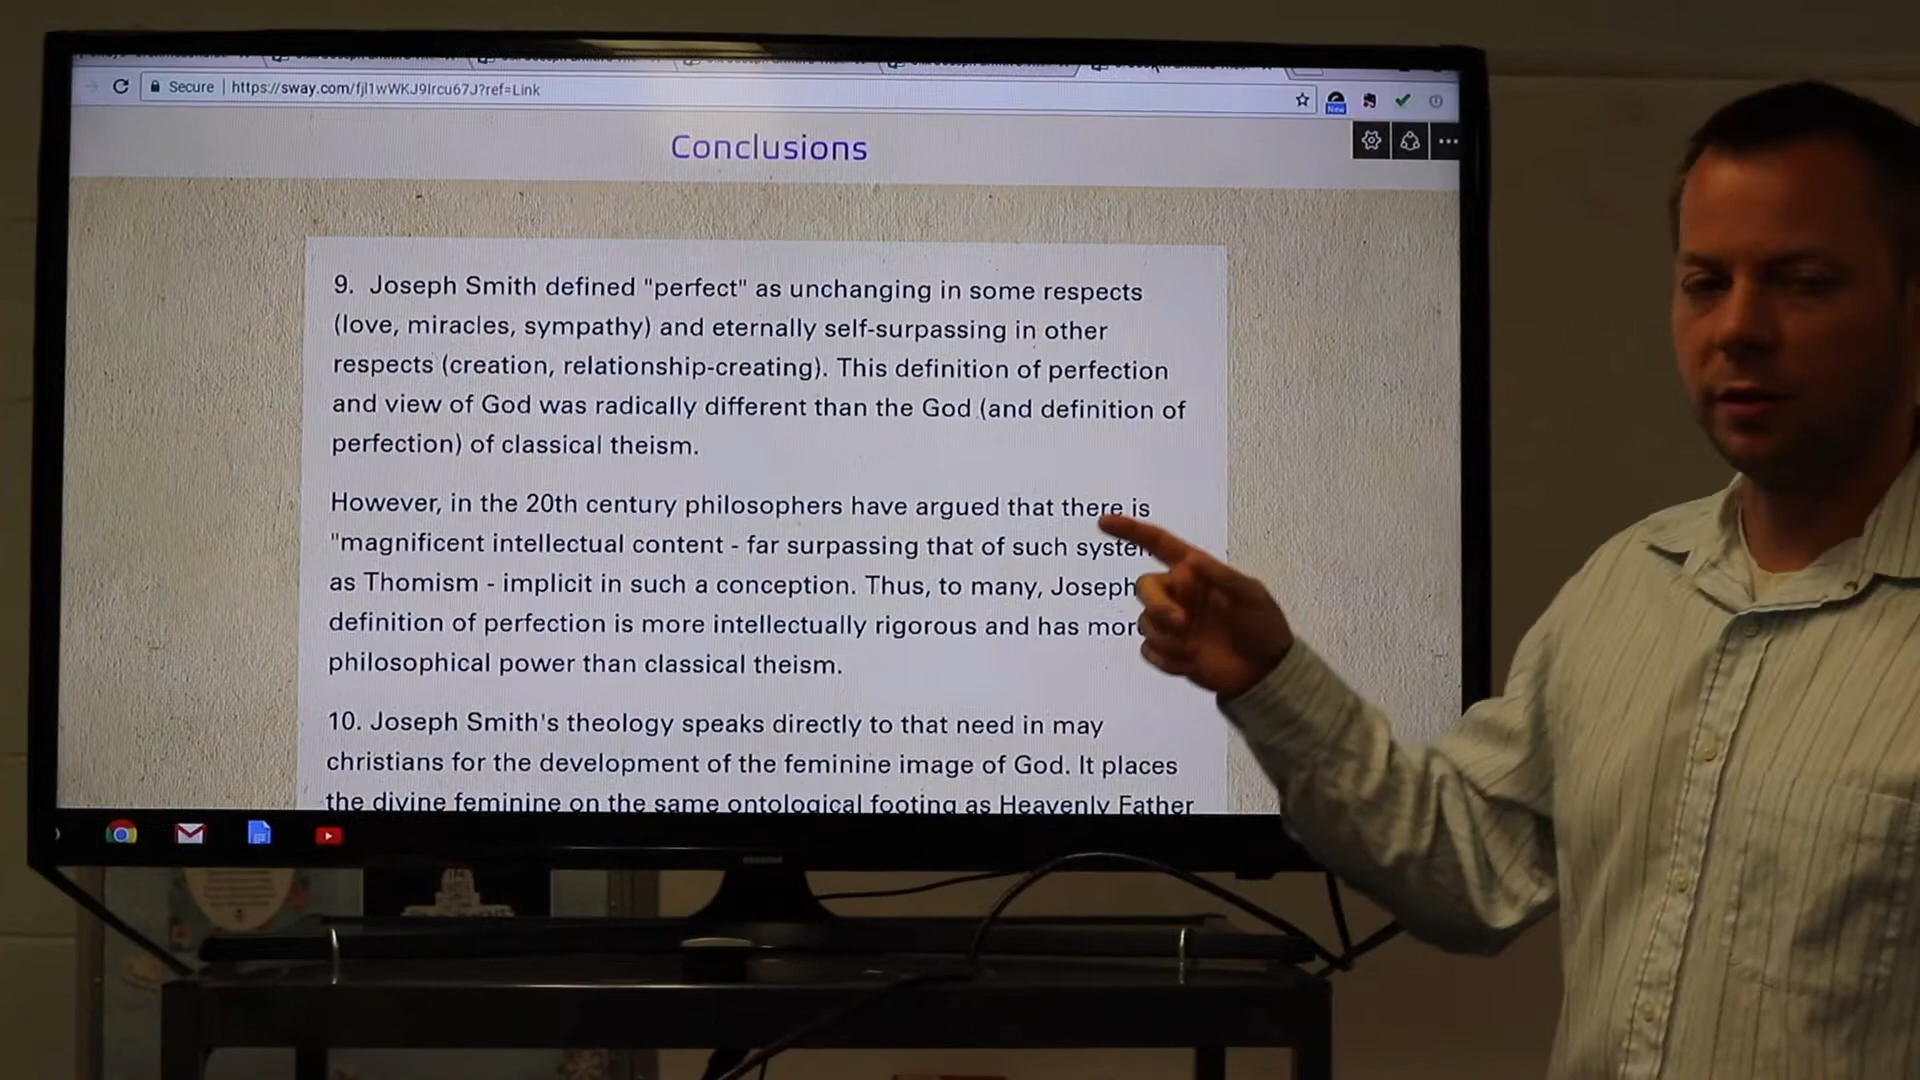 Secure | https://sway.com/fjl1wWKJ9Ircu67J?ref=Link
New
Conclusions
9. Joseph Smith defined "perfect" as unchanging in some respects
(love, miracles, sympathy) and eternally self-surpassing in other
respects (creation, relationship-creating). This definition of perfection
and view of God was radically different than the God (and definition of
perfection) of classical theism.
However, in the 20th century philosophers have argued that there is
"magnificent intellectual content - far surpassing that of such system
as Thomism - implicit in such a conception. Thus, to many, Joseph
definition of perfection is more intellectually rigorous and has more
philosophical power than classical theism.
10. Joseph Smith's theology speaks directly to that need in may
christians for the development of the feminine image of God. It places
the divine feminine on the same ontological footing as Heavenly Father